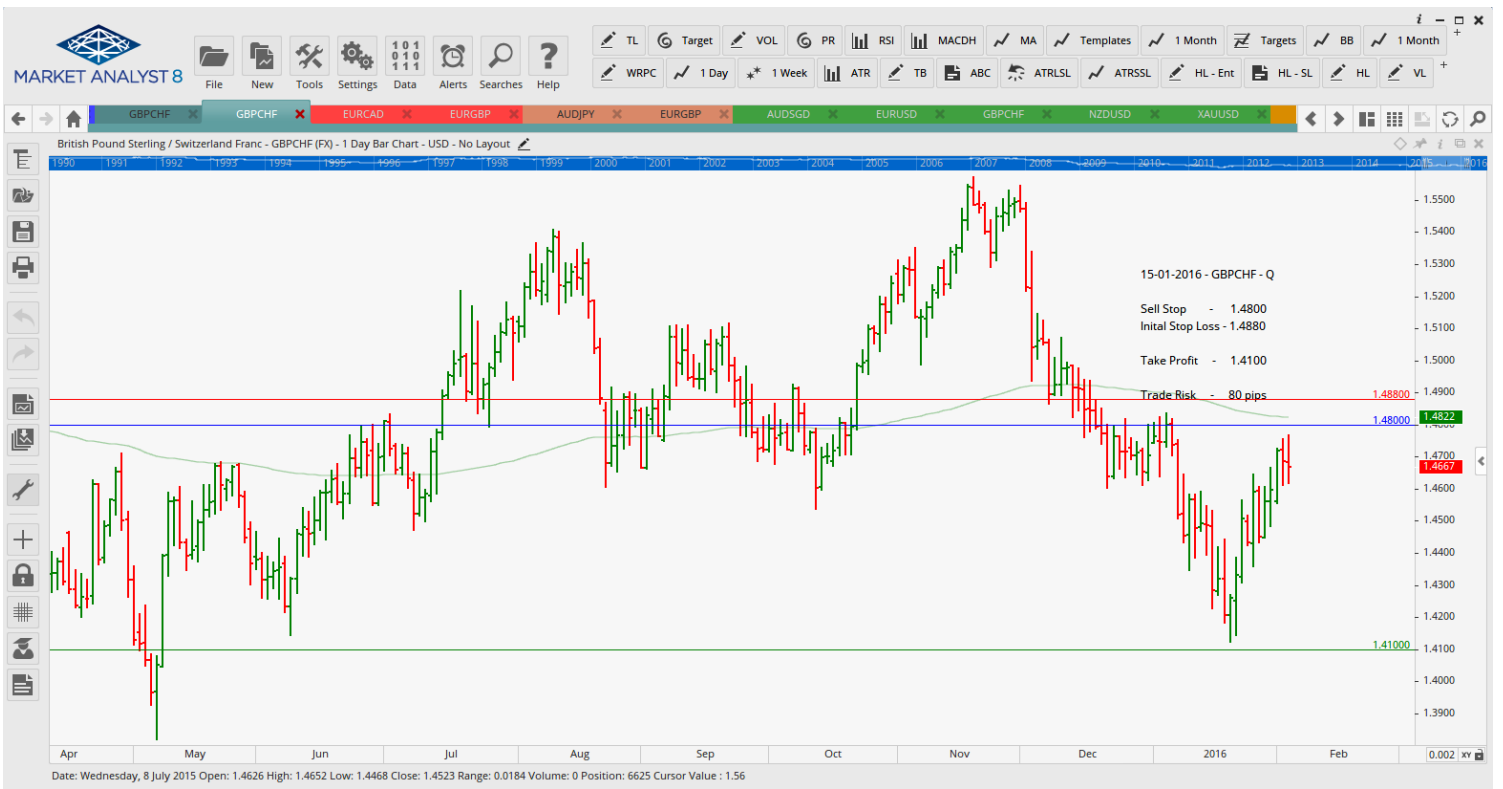 i
TL Target VOL PR RSI MACDH MA Templates 1 Month Targets BB 1 Month
WRPC 1 Day 1 Week ATR TB ABC ATRLSL ATRSSL HL - Ent HL - SL HL VL
MARKET ANALYST 8
101
010
111
File New Tools Settings Data Alerts Searches Help
GBPCHF GBPCHF EURCAD EURGBP AUDJPY EURGBP AUDSGD EURUSD GBPCHF NZDUSD XAUUSD
British Pound Sterling / Switzerland Franc - GBPCHF (FX) - 1 Day Bar Chart - USD - No Layout
1990 1991 1992 1993 1994 1995 1996 1997 1998 1999 2000 2001 2002 2003 2004 2005 2006 2007 2008 2009 2010 2011 2012 2013 2014 2015 2016
1.5500
1.5400
1.5300
15-01-2016 - GBPCHF - Q
1.5200
Sell Stop - 1.4800
Inital Stop Loss - 1.4880
1.5100
Take Profit - 1.4100
1.5000
Trade Risk - 80 pips
1.48800
1.4900
1.4822
1.48000
1.4700
1.4667
1.4600
1.4500
1.4400
1.4300
1.4200
1.41000
1.4100
1.4000
1.3900
Apr May Jun Jul Aug Sep Oct Nov Dec 2016 Feb 0.002 XY
Date: Wednesday, 8 July 2015 Open: 1.4626 High: 1.4652 Low: 1.4468 Close: 1.4523 Range: 0.0184 Volume: 0 Position: 6625 Cursor Value : 1.56